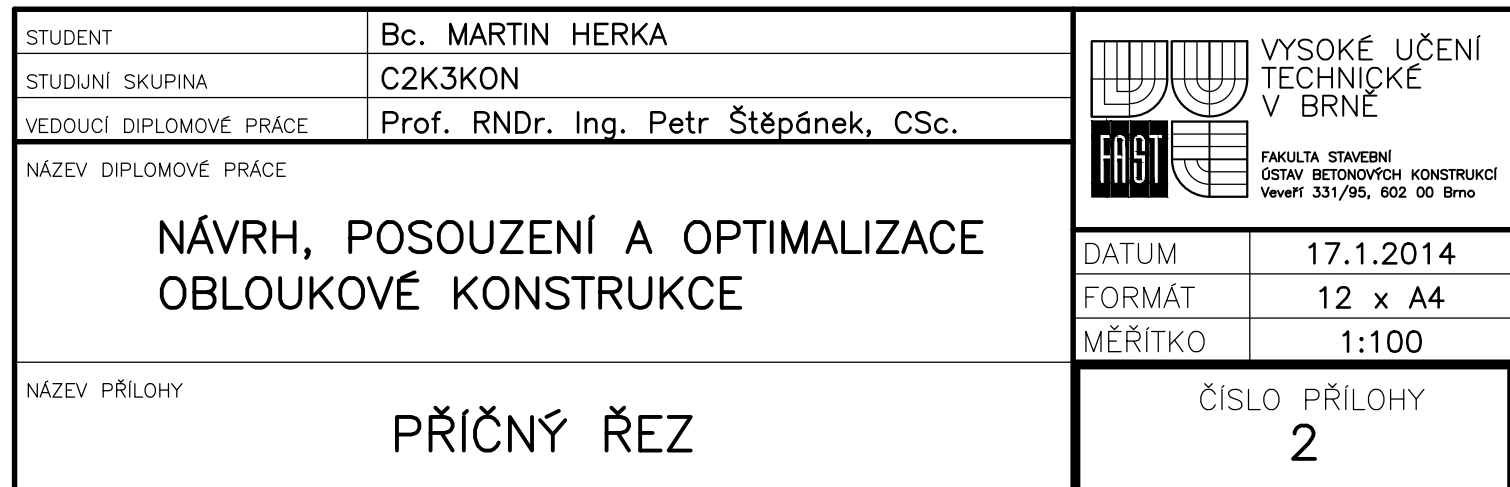 STUDENT Bc. MARTIN HERKA
STUDIJNÍ SKUPINA C2K3KON
VEDOUCÍ DIPLOMOVÉ PRÁCE Prof. RNDr. Ing. Petr Štěpánek, CSc.
NÁZEV DIPLOMOVÉ PRÁCE
NÁVRH, POSOUZENÍ A OPTIMALIZACE
OBLOUKOVÉ KONSTRUKCE
NÁZEV PŘÍLOHY
PŘÍČNÝ ŘEZ
FAST
VYSOKÉ UČENÍ
TECHNICKÉ
V BRNĚ
FAKULTA STAVEBNÍ
ÚSTAV BETONOVÝCH KONSTRUKCÍ
Veveří 331/95, 602 00 Brno
DATUM 17.1.2014
FORMÁT 12 x A4
MĚŘÍTKO 1:100
ČÍSLO PŘÍLOHY
2